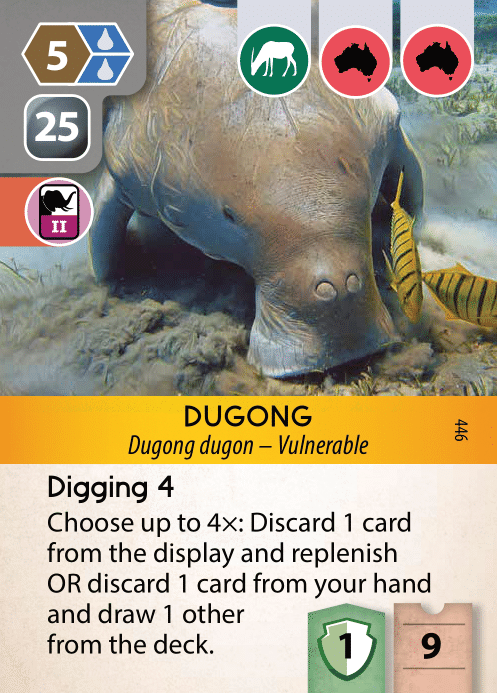 5
25
II
DUGONG
Dugong dugon – Vulnerable
446
Digging 4
Choose up to 4×: Discard 1 card
from the display and replenish
OR discard 1 card from your hand
and draw 1 other
from the deck.
1
9